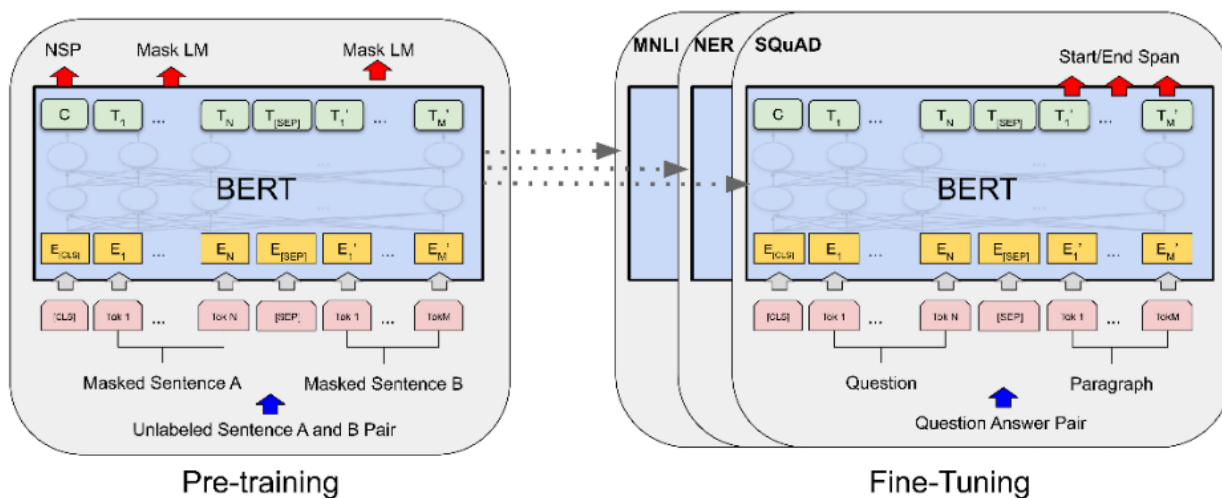 NSP Mask LM Mask LM
C T1 ... TN T[SEP] T1' ... TM'
...
...
BERT
E[CLS] E1 ... EN E[SEP] E1' ... EM'
[CLS] Tok 1 ... Tok N [SEP] Tok 1 ... TokM
Masked Sentence A Masked Sentence B
Unlabeled Sentence A and B Pair
Pre-training
MNLI NER SQuAD
Start/End Span
C T1 ... TN T[SEP] T1' ... TM'
...
...
BERT
E[CLS] E1 ... EN E[SEP] E1' ... EM'
[CLS] Tok 1 ... Tok N [SEP] Tok 1 ... TokM
Question Paragraph
Question Answer Pair
Fine-Tuning